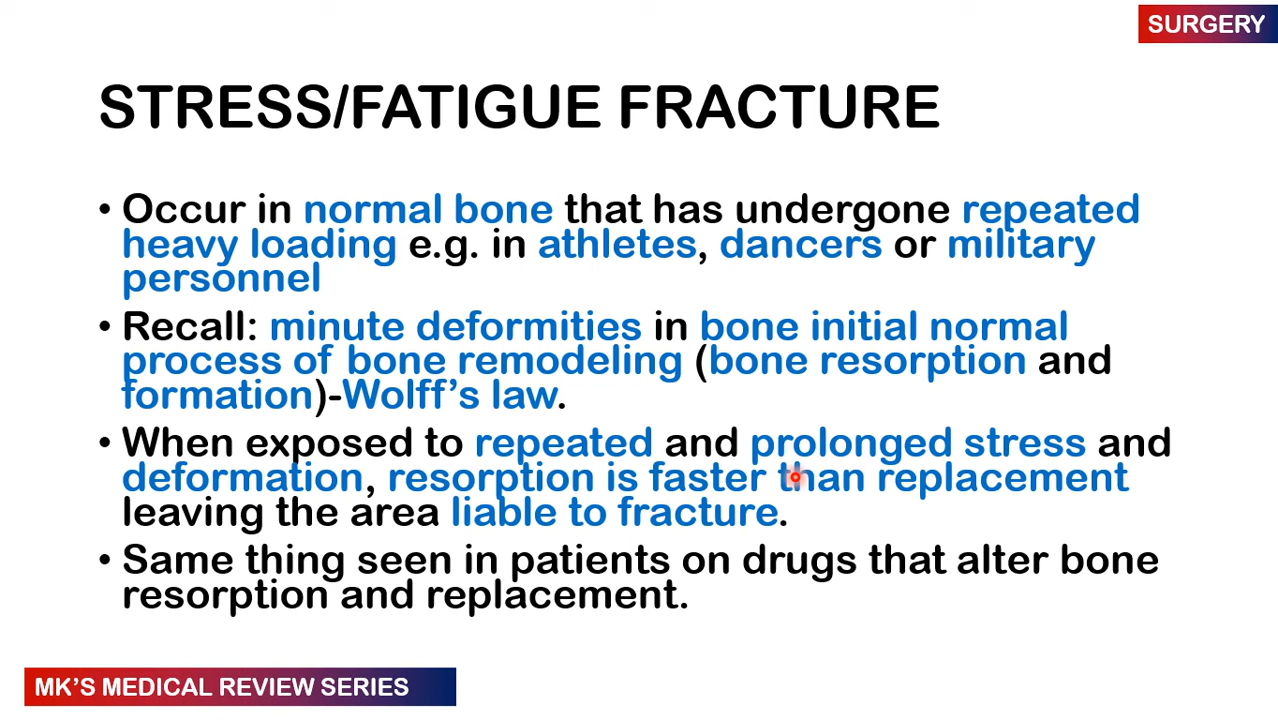 SURGERY
STRESS/FATIGUE FRACTURE
• Occur in normal bone that has undergone repeated
heavy loading e.g. in athletes, dancers or military
personnel
• Recall: minute deformities in bone initial normal
process of bone remodeling (bone resorption and
formation)-Wolff's law.
• When exposed to repeated and prolonged stress and
deformation, resorption is faster than replacement
leaving the area liable to fracture.
• Same thing seen in patients on drugs that alter bone
resorption and replacement.
MK'S MEDICAL REVIEW SERIES